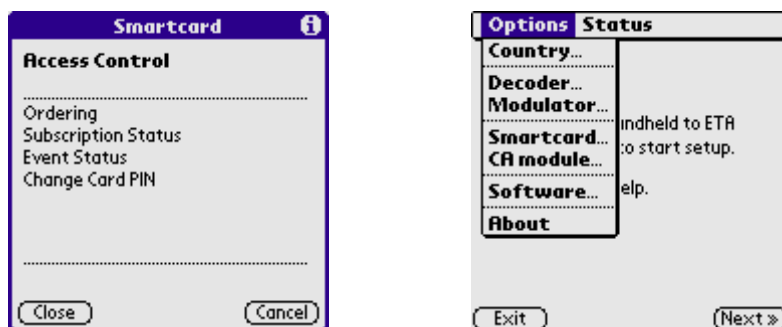 Smartcard
Access Control
Ordering
Subscription Status
Event Status
Change Card PIN
Close
Cancel
Options Status
Country...
Decoder...
Modulator...
Smartcard...
CA module...
Software...
About
ndheld to ETA
o start setup.
elp.
Exit
Next »